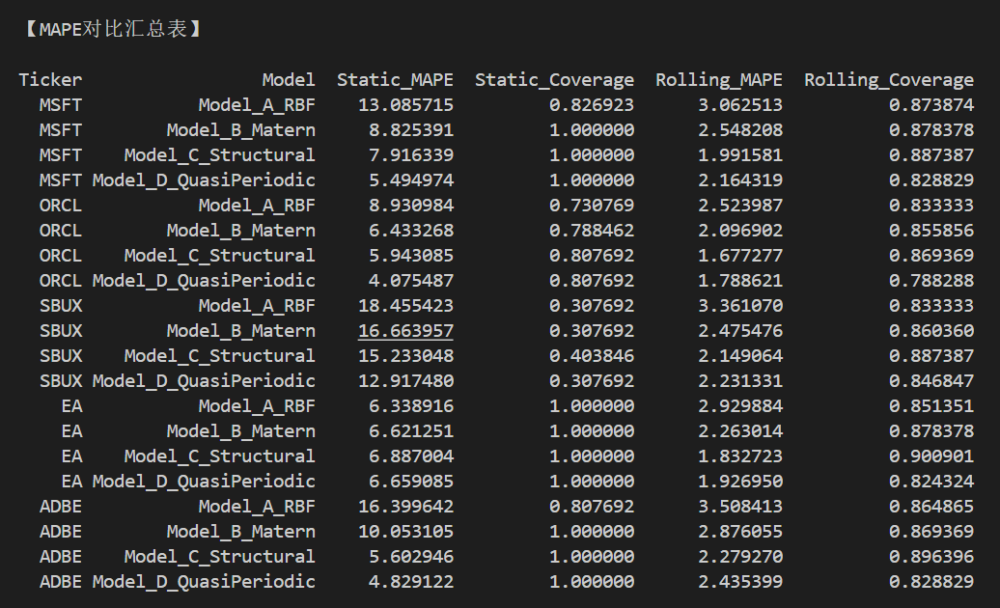 【MAPE对比汇总表】
Ticker Model Static_MAPE Static_Coverage Rolling_MAPE Rolling_Coverage
MSFT Model_A_RBF 13.085715 0.826923 3.062513 0.873874
MSFT Model_B_Matern 8.825391 1.000000 2.548208 0.878378
MSFT Model_C_Structural 7.916339 1.000000 1.991581 0.887387
MSFT Model_D_QuasiPeriodic 5.494974 1.000000 2.164319 0.828829
ORCL Model_A_RBF 8.930984 0.730769 2.523987 0.833333
ORCL Model_B_Matern 6.433268 0.788462 2.096902 0.855856
ORCL Model_C_Structural 5.943085 0.807692 1.677277 0.869369
ORCL Model_D_QuasiPeriodic 4.075487 0.807692 1.788621 0.788288
SBUX Model_A_RBF 18.455423 0.307692 3.361070 0.833333
SBUX Model_B_Matern 16.663957 0.307692 2.475476 0.860360
SBUX Model_C_Structural 15.233048 0.403846 2.149064 0.887387
SBUX Model_D_QuasiPeriodic 12.917480 0.307692 2.231331 0.846847
EA Model_A_RBF 6.338916 1.000000 2.929884 0.851351
EA Model_B_Matern 6.621251 1.000000 2.263014 0.878378
EA Model_C_Structural 6.887004 1.000000 1.832723 0.900901
EA Model_D_QuasiPeriodic 6.659085 1.000000 1.926950 0.824324
ADBE Model_A_RBF 16.399642 0.807692 3.508413 0.864865
ADBE Model_B_Matern 10.053105 1.000000 2.876055 0.869369
ADBE Model_C_Structural 5.602946 1.000000 2.279270 0.896396
ADBE Model_D_QuasiPeriodic 4.829122 1.000000 2.435399 0.828829